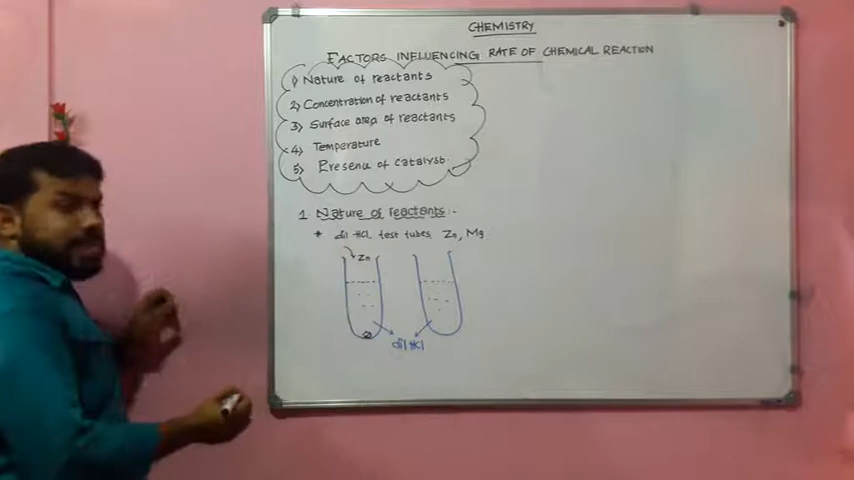 CHEMISTRY
FACTORS INFLUENCING RATE OF CHEMICAL REACTION
1) Nature of reactants
2) Concentration of reactants
3) Surface area of reactants
4) Temperature
5) Presence of catalyst.
1. Nature of reactants:-
* dil HCl, test tubes, Zn, Mg
Zn
dil HCl